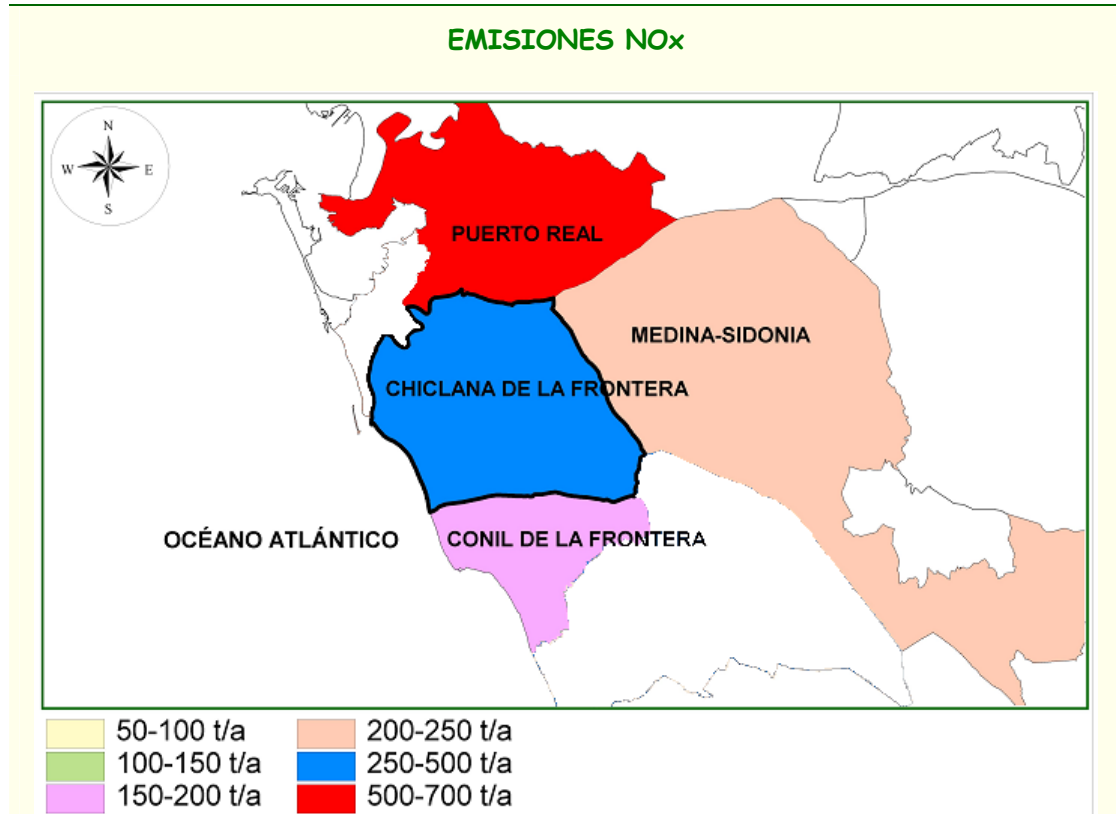 EMISIONES NOx
N
W E
S
PUERTO REAL
MEDINA-SIDONIA
CHICLANA DE LA FRONTERA
OCÉANO ATLÁNTICO
CONIL DE LA FRONTERA
50-100 t/a
200-250 t/a
100-150 t/a
250-500 t/a
150-200 t/a
500-700 t/a